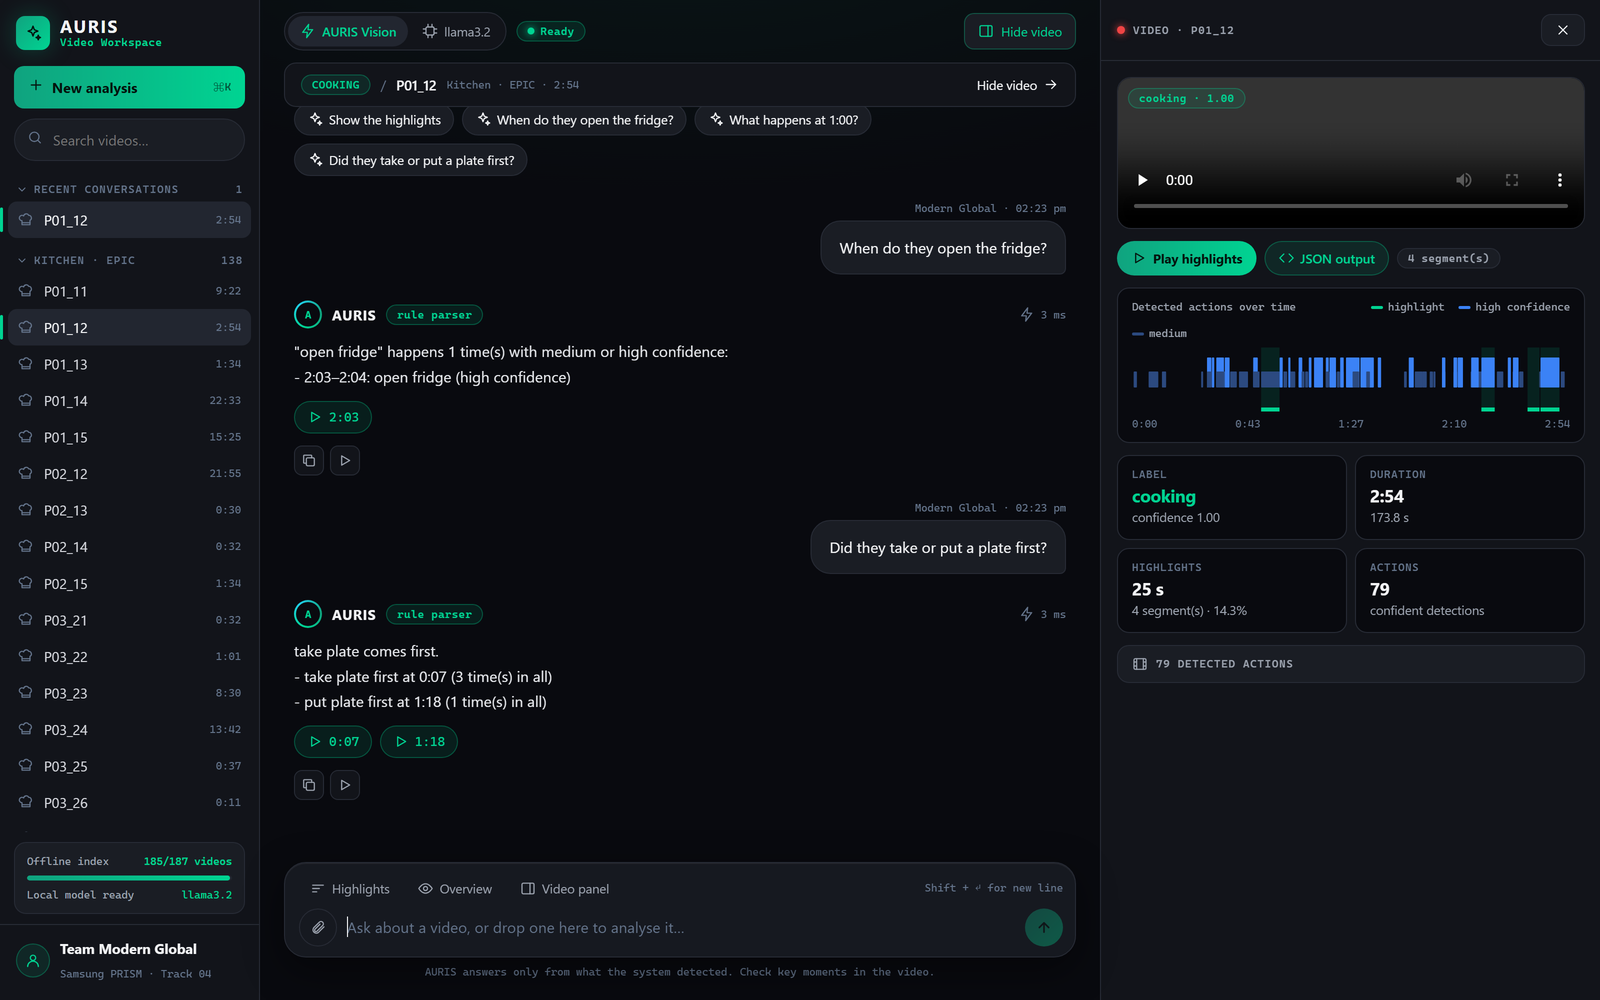 AURIS
Video Workspace
New analysis ⌘K
Search videos...
RECENT CONVERSATIONS 1
P01_12 2:54
KITCHEN · EPIC 138
P01_11 9:22
P01_12 2:54
P01_13 1:34
P01_14 22:33
P01_15 15:25
P02_12 21:55
P02_13 0:30
P02_14 0:32
P02_15 1:34
P03_21 0:32
P03_22 1:01
P03_23 8:30
P03_24 13:42
P03_25 0:37
P03_26 0:11
Offline index 185/187 videos
Local model ready llama3.2
Team Modern Global
Samsung PRISM · Track 04
AURIS Vision llama3.2 Ready Hide video
COOKING / P01_12 Kitchen · EPIC · 2:54 Hide video →
Show the highlights When do they open the fridge? What happens at 1:00?
Did they take or put a plate first?
Modern Global · 02:23 pm
When do they open the fridge?
A AURIS rule parser 3 ms
"open fridge" happens 1 time(s) with medium or high confidence:
- 2:03–2:04: open fridge (high confidence)
2:03
Modern Global · 02:23 pm
Did they take or put a plate first?
A AURIS rule parser 3 ms
take plate comes first.
- take plate first at 0:07 (3 time(s) in all)
- put plate first at 1:18 (1 time(s) in all)
0:07 1:18
Highlights Overview Video panel Shift + ⏎ for new line
Ask about a video, or drop one here to analyse it...
AURIS answers only from what the system detected. Check key moments in the video.
VIDEO · P01_12
cooking · 1.00
0:00
Play highlights JSON output 4 segment(s)
Detected actions over time highlight high confidence
medium
0:00 0:43 1:27 2:10 2:54
LABEL
cooking
confidence 1.00
DURATION
2:54
173.8 s
HIGHLIGHTS
25 s
4 segment(s) · 14.3%
ACTIONS
79
confident detections
79 DETECTED ACTIONS